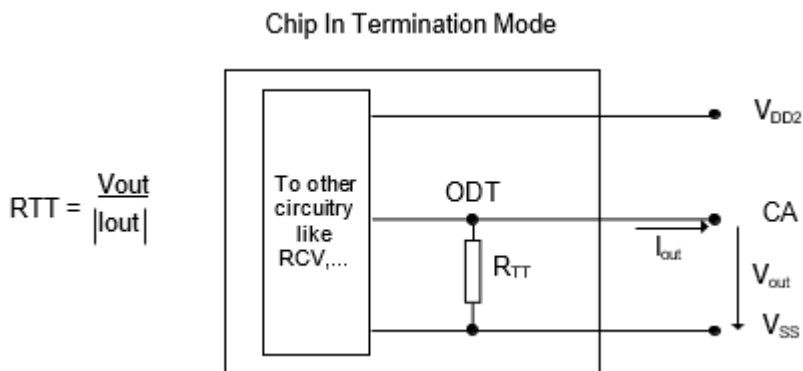 Chip In Termination Mode
RTT = Vout
|Iout|
To other
circuitry
like
RCV,...
ODT
RTT
VDD2
CA
Iout
Vout
VSS